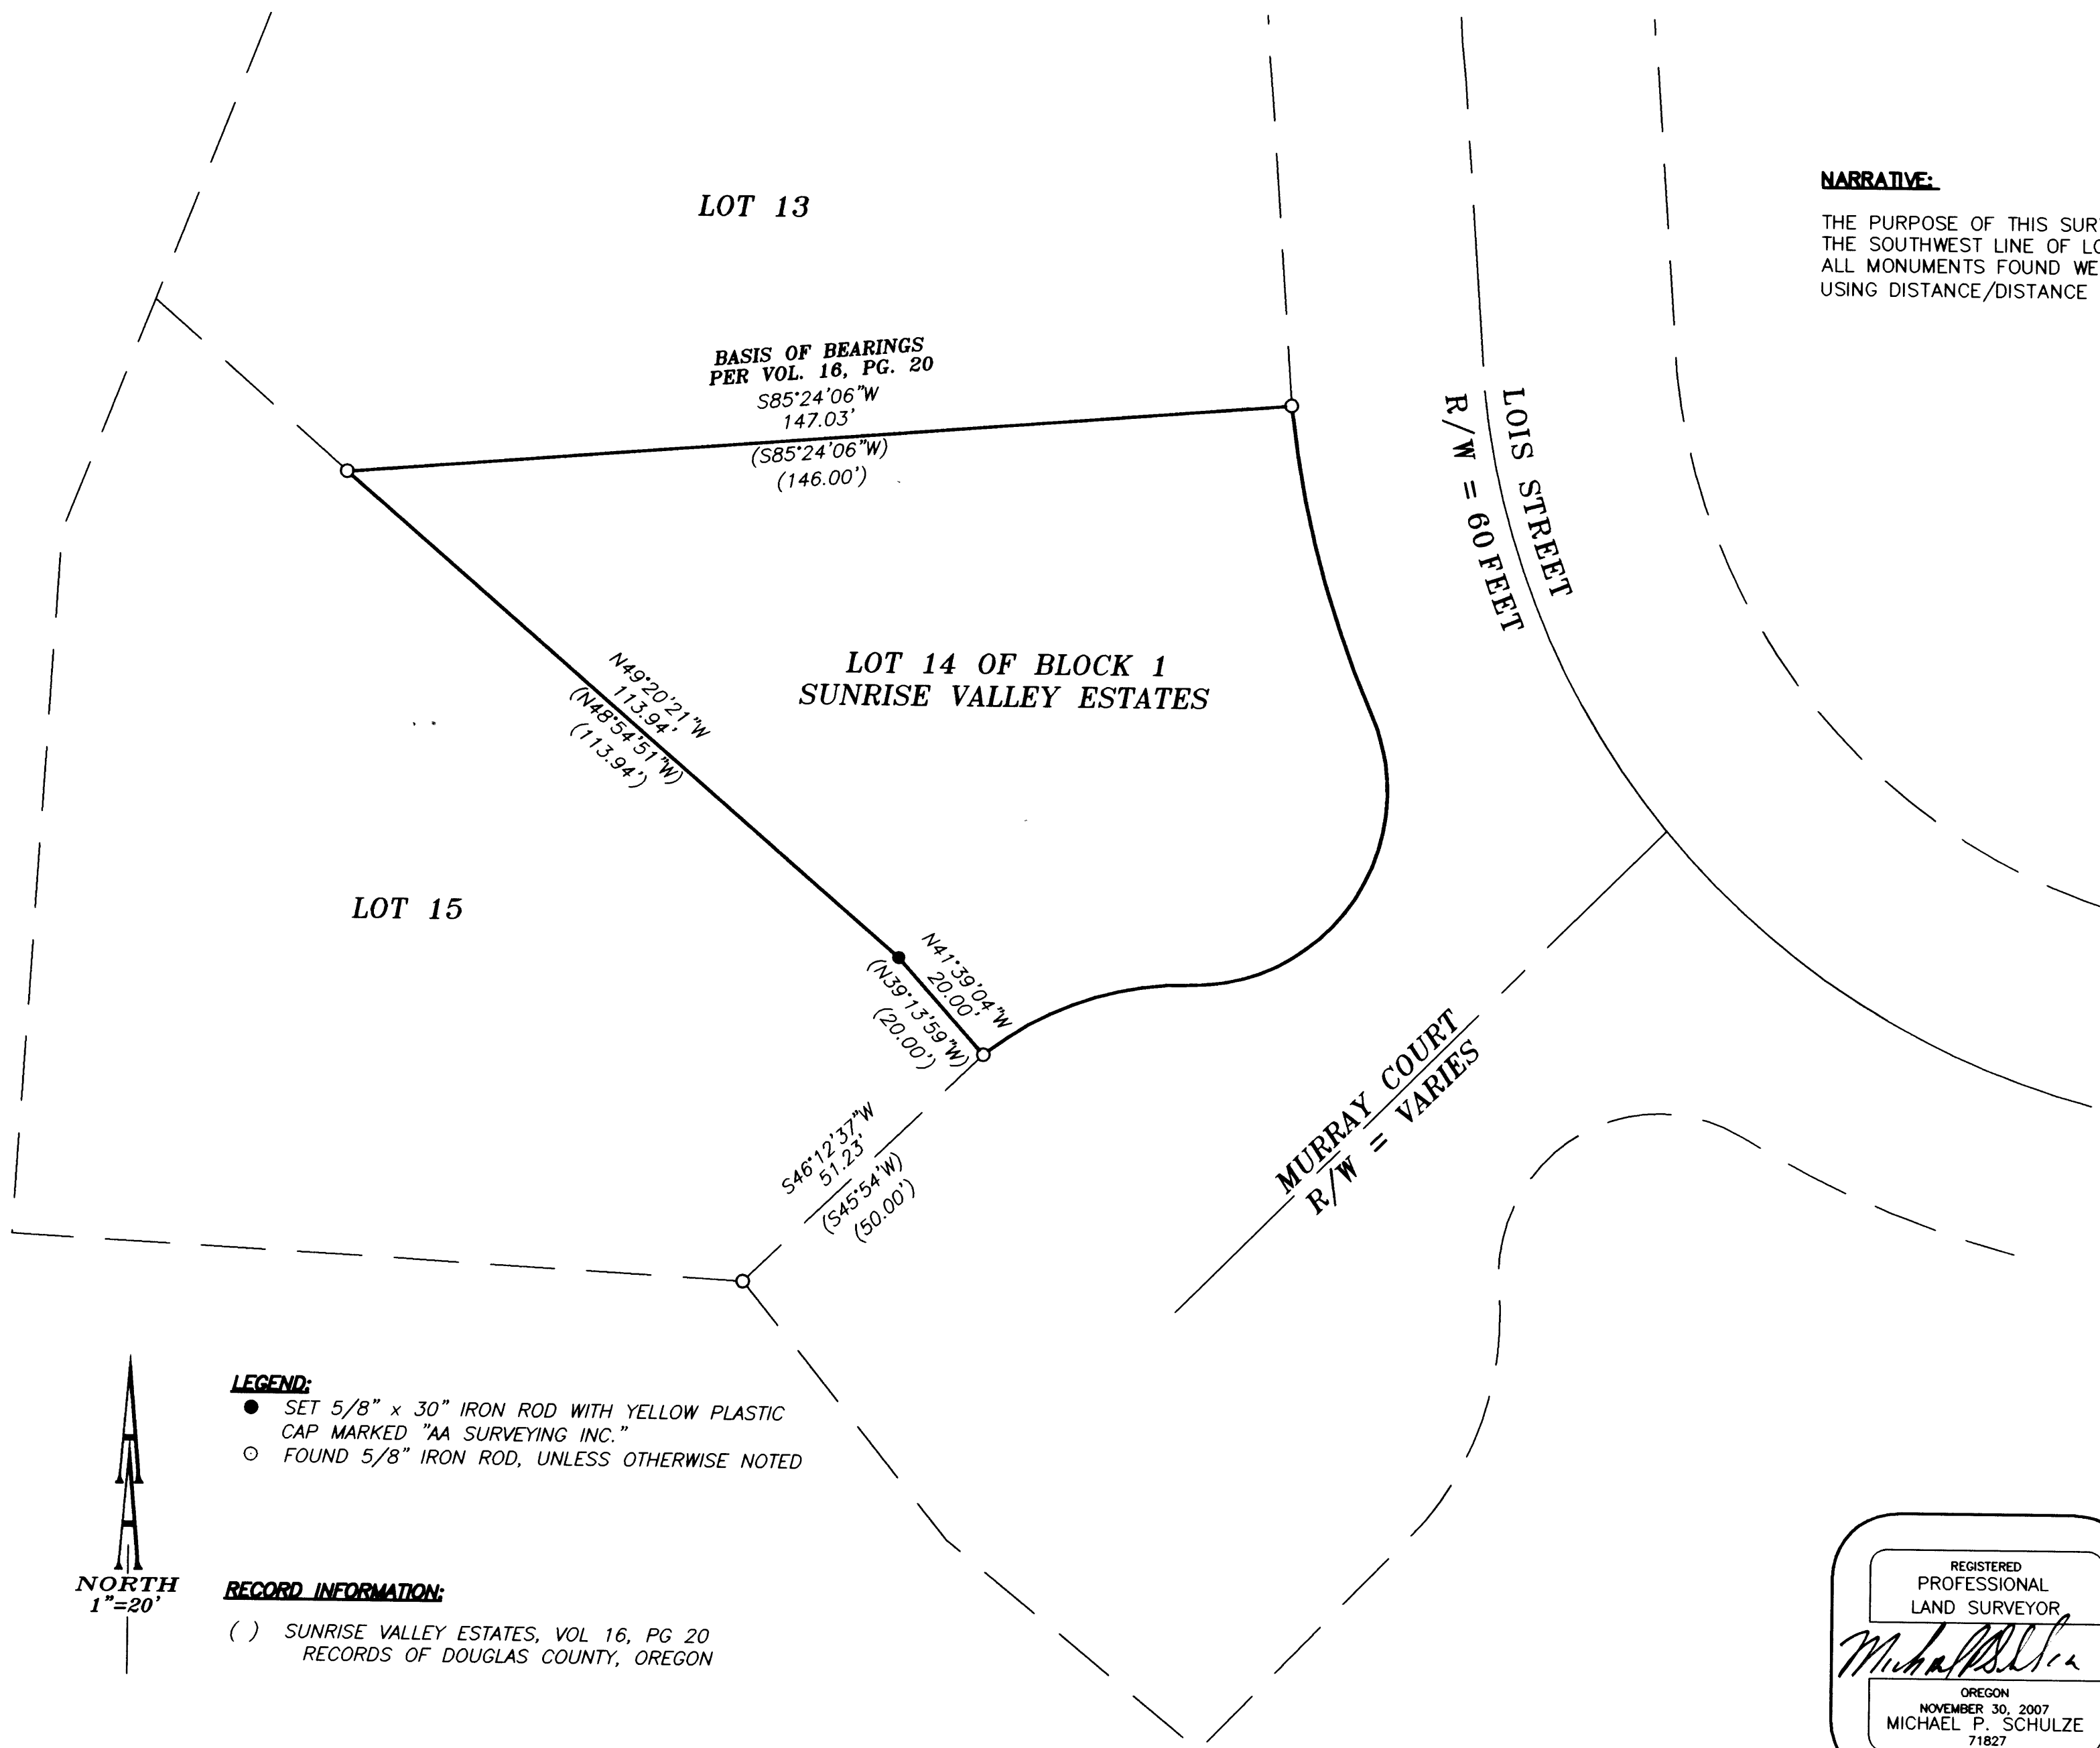 LOT 13
NARRATIVE:
THE PURPOSE OF THIS SUR
THE SOUTHWEST LINE OF LO
ALL MONUMENTS FOUND WE
USING DISTANCE/DISTANCE
BASIS OF BEARINGS
PER VOL. 16, PG. 20
S85°24'06"W
147.03'
(S85°24'06"W)
(146.00')
LOIS STREET
R/W = 60 FEET
LOT 14 OF BLOCK 1
SUNRISE VALLEY ESTATES
N49°20'21"W
113.94'
(N48°54'51"W)
(113.94')
LOT 15
N41°39'04"W
20.00'
(N39°13'59"W)
(20.00')
S46°12'37"W
51.23'
(S45°54'W)
(50.00')
MURRAY COURT
R/W = VARIES
LEGEND:
SET 5/8" x 30" IRON ROD WITH YELLOW PLASTIC
CAP MARKED "AA SURVEYING INC."
FOUND 5/8" IRON ROD, UNLESS OTHERWISE NOTED
NORTH
1"=20'
RECORD INFORMATION:
( ) SUNRISE VALLEY ESTATES, VOL 16, PG 20
RECORDS OF DOUGLAS COUNTY, OREGON
REGISTERED
PROFESSIONAL
LAND SURVEYOR
OREGON
NOVEMBER 30, 2007
MICHAEL P. SCHULZE
71827